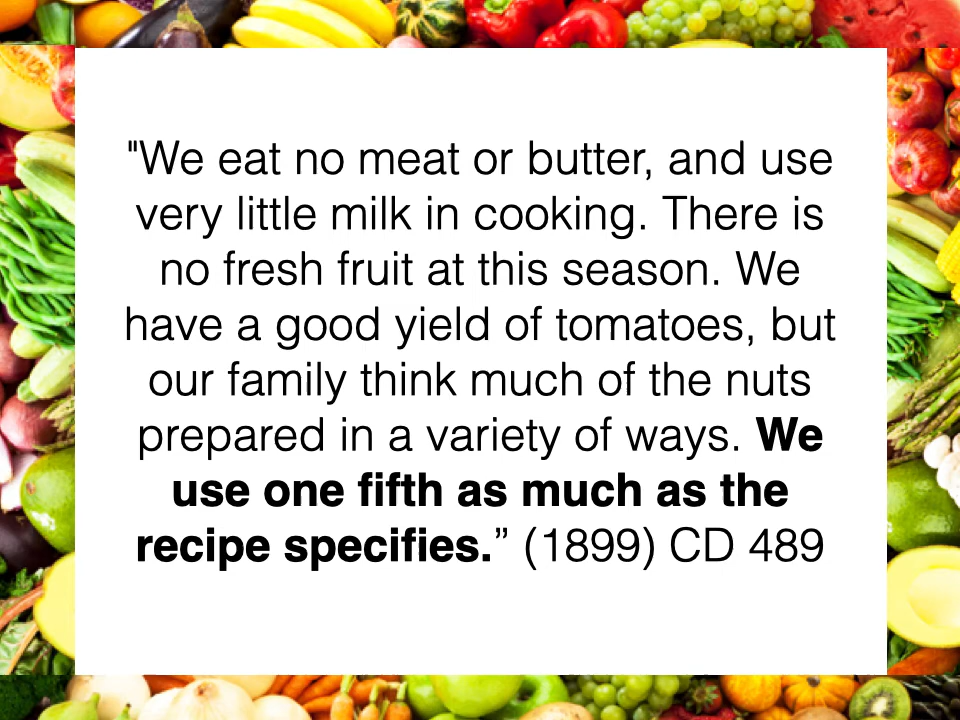 "We eat no meat or butter, and use
very little milk in cooking. There is
no fresh fruit at this season. We
have a good yield of tomatoes, but
our family think much of the nuts
prepared in a variety of ways. We
use one fifth as much as the
recipe specifies.” (1899) CD 489